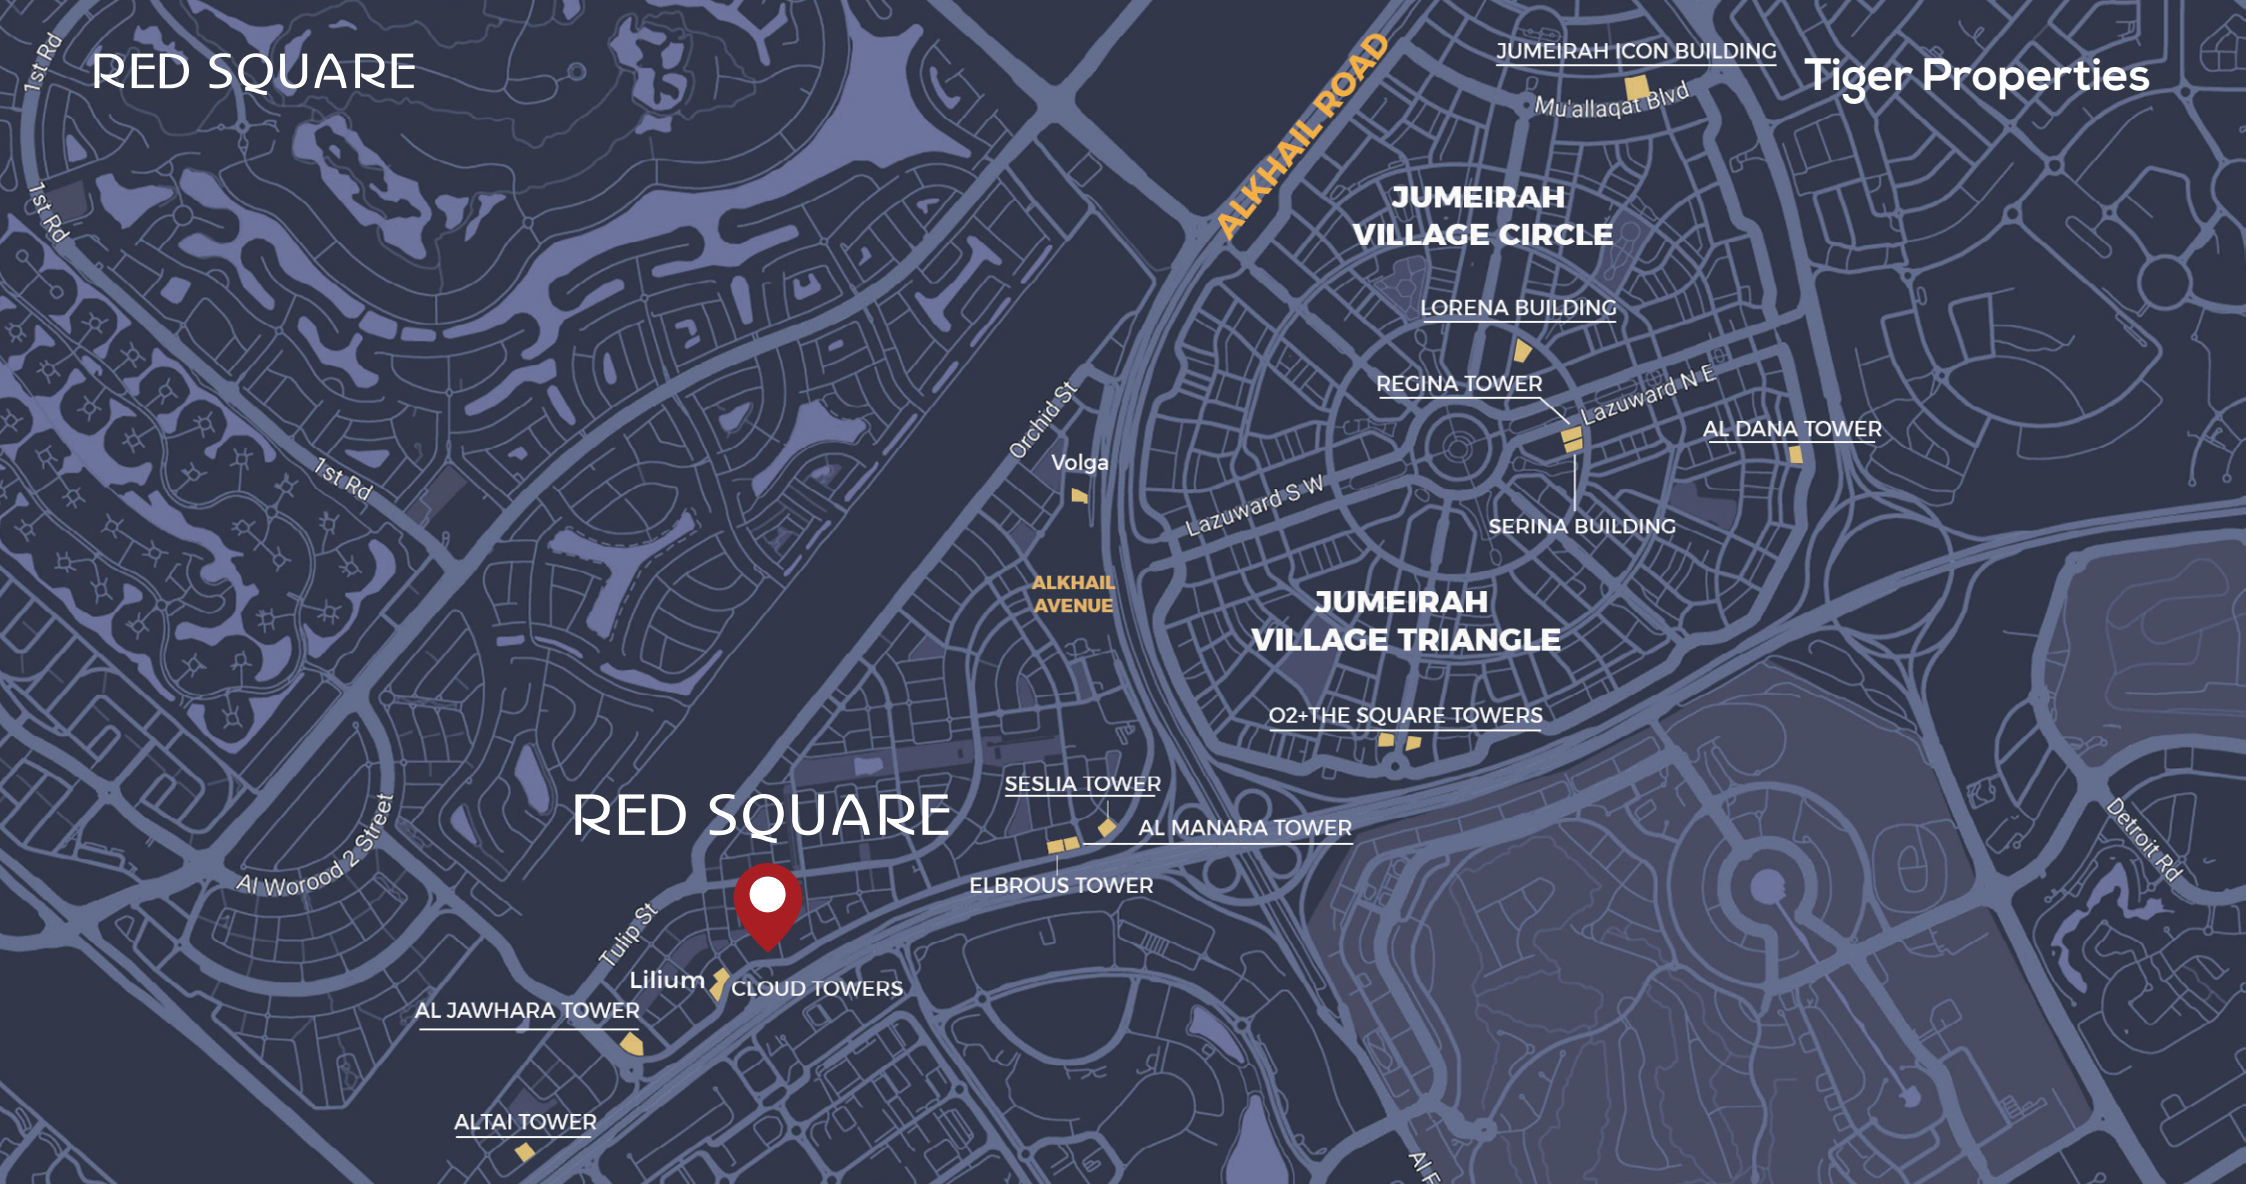 RED SQUARE
Tiger Properties
1st Rd
1st Rd
1st Rd
ALKHAIL ROAD
JUMEIRAH ICON BUILDING
Mu'allaqat Blvd
JUMEIRAH
VILLAGE CIRCLE
LORENA BUILDING
REGINA TOWER
Lazuward N E
AL DANA TOWER
Orchid St
Volga
Lazuward S W
SERINA BUILDING
ALKHAIL
AVENUE
JUMEIRAH
VILLAGE TRIANGLE
O2+THE SQUARE TOWERS
SESLIA TOWER
RED SQUARE
AL MANARA TOWER
Al Worood 2 Street
Detroit Rd
ELBROUS TOWER
Tulip St
Lilium
CLOUD TOWERS
AL JAWHARA TOWER
ALTAI TOWER